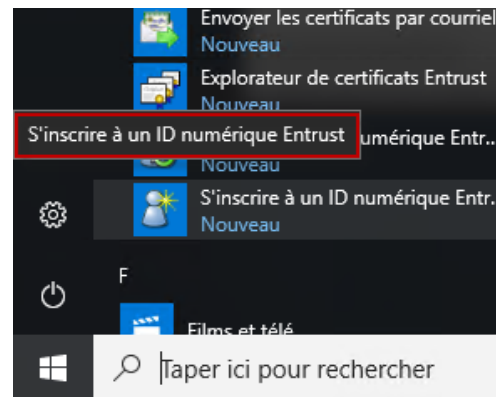 Envoyer les certificats par courriel
Nouveau
Explorateur de certificats Entrust
Nouveau
S'inscrire à un ID numérique Entrust
umérique Entr...
Nouveau
S'inscrire à un ID numérique Entr.
Nouveau
F
Films et télé
Taper ici pour rechercher